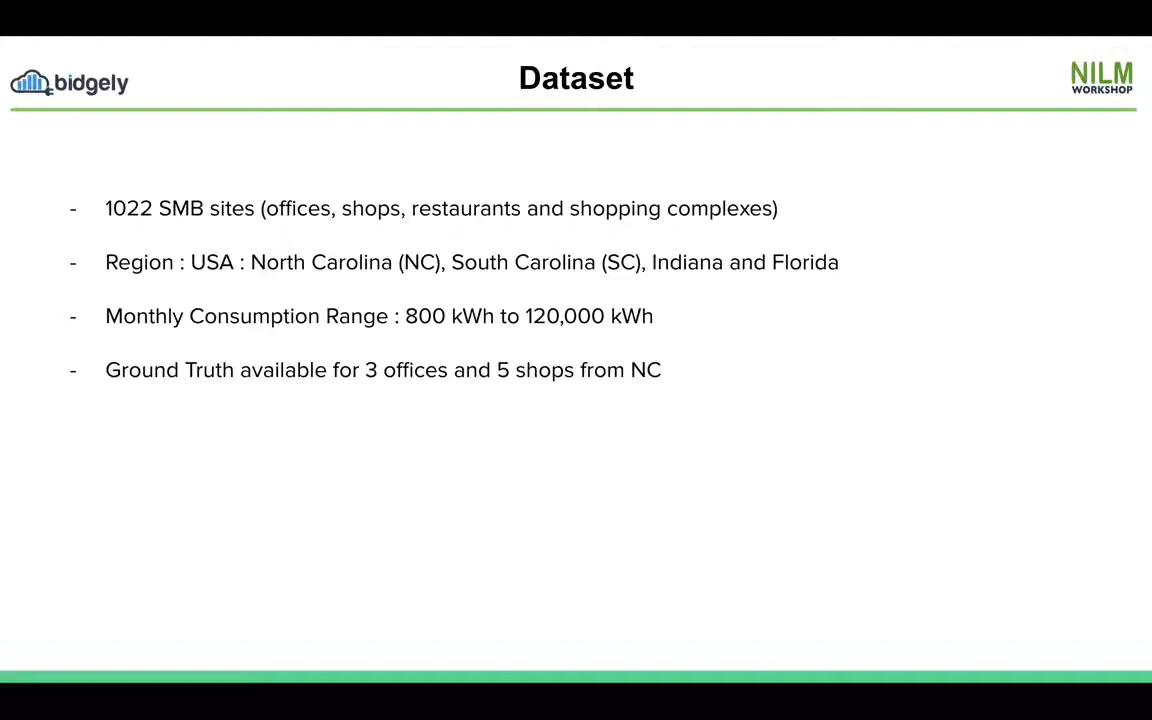 bidgely
Dataset
NILM
WORKSHOP
- 1022 SMB sites (offices, shops, restaurants and shopping complexes)
- Region : USA : North Carolina (NC), South Carolina (SC), Indiana and Florida
- Monthly Consumption Range : 800 kWh to 120,000 kWh
- Ground Truth available for 3 offices and 5 shops from NC